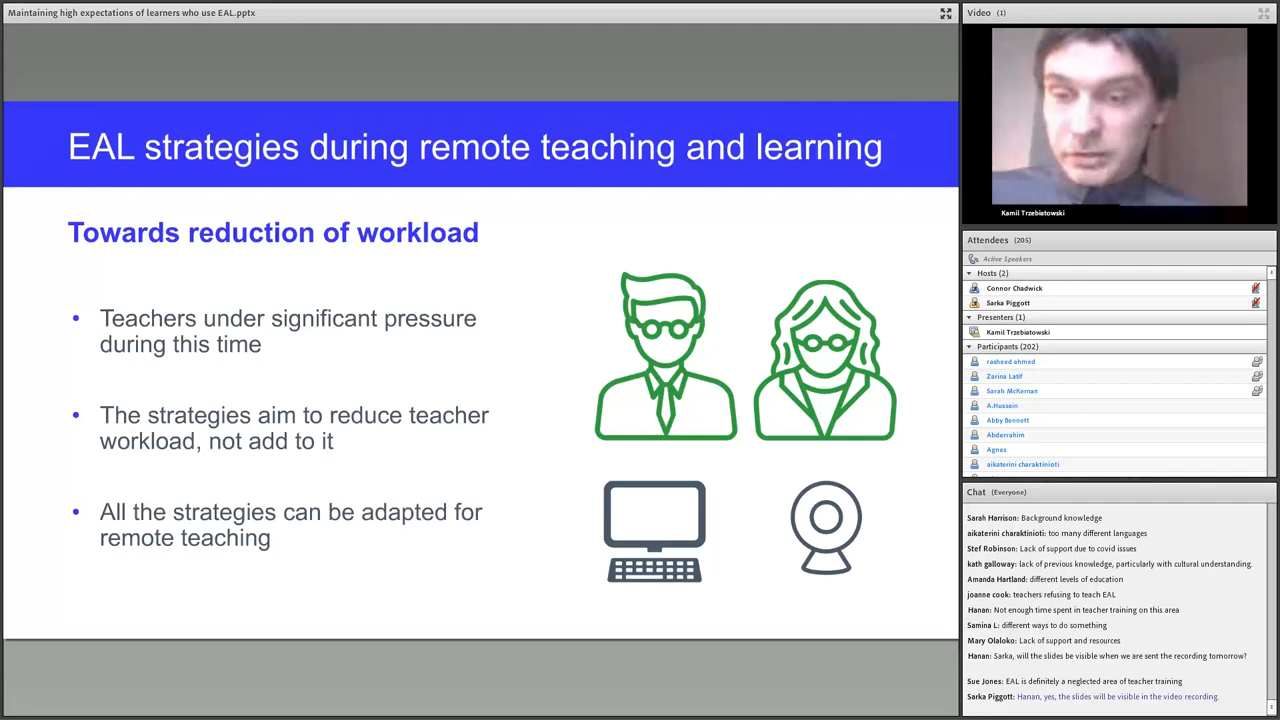 Maintaining high expectations of learners who use EAL.pptx
EAL strategies during remote teaching and learning
Towards reduction of workload
• Teachers under significant pressure
during this time
• The strategies aim to reduce teacher
workload, not add to it
• All the strategies can be adapted for
remote teaching
Video (1)
Kamil Trzebiatowski
Attendees (205)
Active Speakers
Hosts (2)
Connor Chadwick
Sarka Piggott
Presenters (1)
Kamil Trzebiatowski
Participants (202)
rasheed ahmed
Zarina Latif
Sarah McKernan
A.Hussain
Abby Bennett
Abderrahim
Agnes
aikaterini charaktinioti
Chat (Everyone)
Sarah Harrison: Background knowledge
aikaterini charaktinioti: too many different languages
Stef Robinson: Lack of support due to covid issues
kath galloway: lack of previous knowledge, particularly with cultural understanding.
Amanda Hartland: different levels of education
joanne cook: teachers refusing to teach EAL
Hanan: Not enough time spent in teacher training on this area
Samina L: different ways to do something
Mary Olaloko: Lack of support and resources
Hanan: Sarka, will the slides be visible when we are sent the recording tomorrow?
Sue Jones: EAL is definitely a neglected area of teacher training
Sarka Piggott: Hanan, yes, the slides will be visible in the video recording.